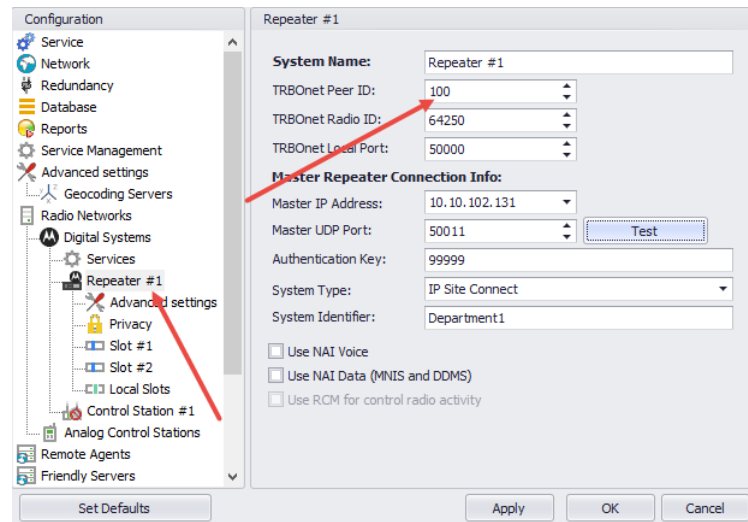 Configuration
Service
Network
Redundancy
Database
Reports
Service Management
Advanced settings
Geocoding Servers
Radio Networks
Digital Systems
Services
Repeater #1
Advanced settings
Privacy
Slot #1
Slot #2
Local Slots
Control Station #1
Analog Control Stations
Remote Agents
Friendly Servers
Set Defaults
Repeater #1
System Name: Repeater #1
TRBOnet Peer ID: 100
TRBOnet Radio ID: 64250
TRBOnet Local Port: 50000
Master Repeater Connection Info:
Master IP Address: 10.10.102.131
Master UDP Port: 50011 Test
Authentication Key: 99999
System Type: IP Site Connect
System Identifier: Department1
Use NAI Voice
Use NAI Data (MNIS and DDMS)
Use RCM for control radio activity
Apply OK Cancel